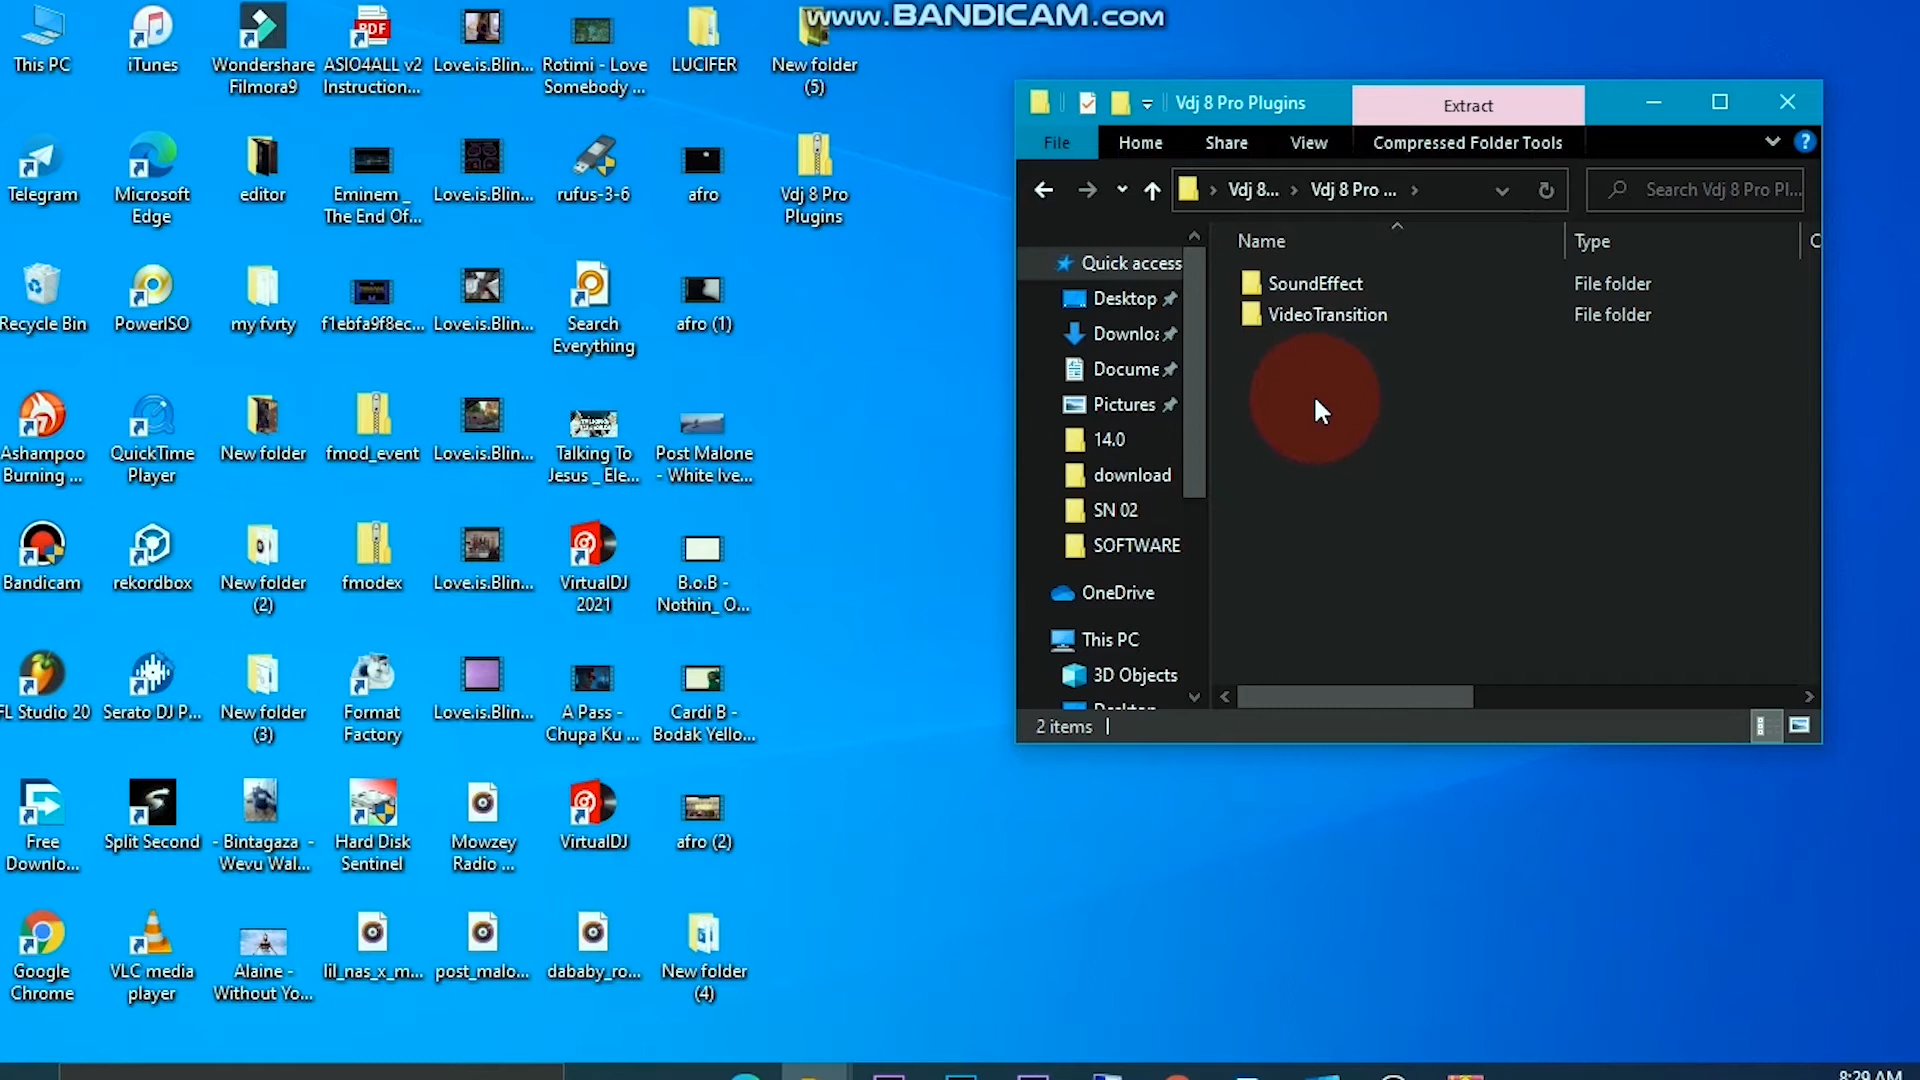 www.BANDICAM.com
This PC
iTunes
Wondershare
Filmora9
ASIO4ALL v2
Instruction...
Love.is.Blin...
Rotimi - Love
Somebody ...
LUCIFER
New folder
(5)
Telegram
Microsoft
Edge
editor
Eminem _
The End Of...
Love.is.Blin...
rufus-3-6
afro
Vdj 8 Pro
Plugins
Recycle Bin
PowerISO
my fvrty
f1ebfa9f8ec...
Love.is.Blin...
Search
Everything
afro (1)
Ashampoo
Burning ...
QuickTime
Player
New folder
fmod_event
Love.is.Blin...
Talking To
Jesus _ Ele...
Post Malone
- White Ive...
Bandicam
rekordbox
New folder
(2)
fmodex
Love.is.Blin...
VirtualDJ
2021
B.o.B -
Nothin_ O...
FL Studio 20
Serato DJ P...
New folder
(3)
Format
Factory
Love.is.Blin...
A Pass -
Chupa Ku ...
Cardi B -
Bodak Yello...
Free
Downlo...
Split Second
- Bintagaza -
Wevu Wal...
Hard Disk
Sentinel
Mowzey
Radio ...
VirtualDJ
afro (2)
Google
Chrome
VLC media
player
Alaine -
Without Yo...
lil_nas_x_m...
post_malo...
dababy_ro...
New folder
(4)
Vdj 8 Pro Plugins
Extract
File Home Share View Compressed Folder Tools
Vdj 8... Vdj 8 Pro ...
Search Vdj 8 Pro Pl...
Name Type C
Quick access
Desktop
Downlo
Docume
Pictures
14.0
download
SN 02
SOFTWARE
OneDrive
This PC
3D Objects
Desktop
SoundEffect File folder
VideoTransition File folder
2 items
8:29 AM